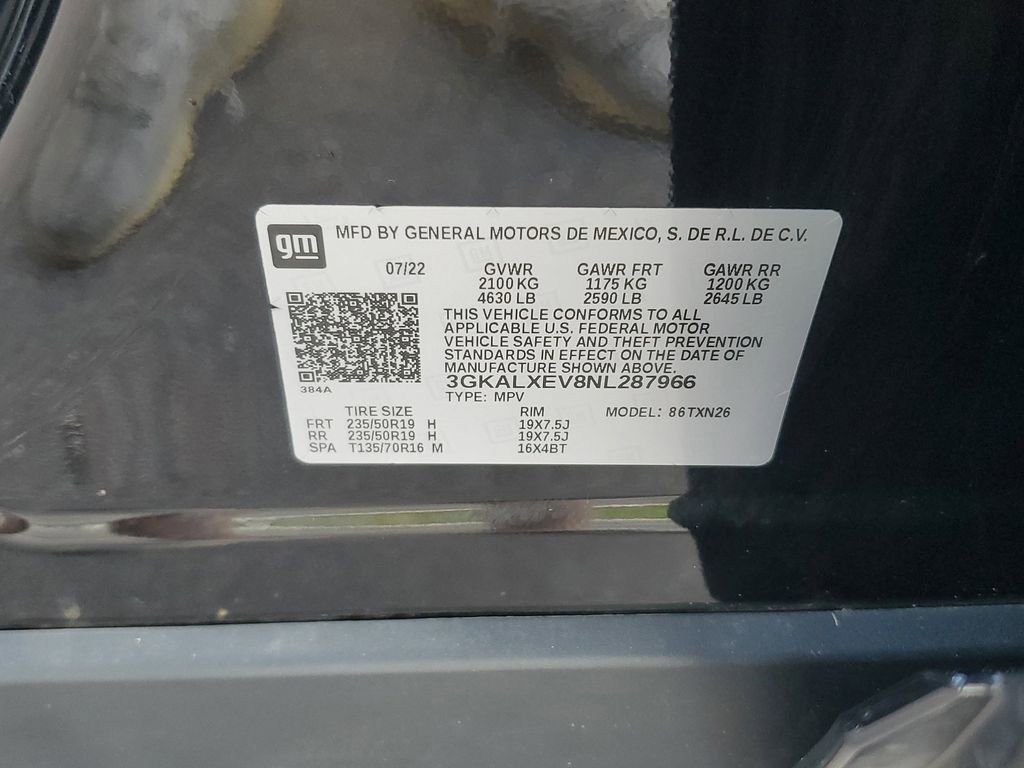 gm MFD BY GENERAL MOTORS DE MEXICO, S. DE R.L. DE C.V.
07/22 GVWR GAWR FRT GAWR RR
2100 KG 1175 KG 1200 KG
4630 LB 2590 LB 2645 LB
THIS VEHICLE CONFORMS TO ALL
APPLICABLE U.S. FEDERAL MOTOR
VEHICLE SAFETY AND THEFT PREVENTION
STANDARDS IN EFFECT ON THE DATE OF
MANUFACTURE SHOWN ABOVE.
3GKALXEV8NL287966
384A
TYPE: MPV
TIRE SIZE RIM MODEL: 86TXN26
FRT 235/50R19 H 19X7.5J
RR 235/50R19 H 19X7.5J
SPA T135/70R16 M 16X4BT